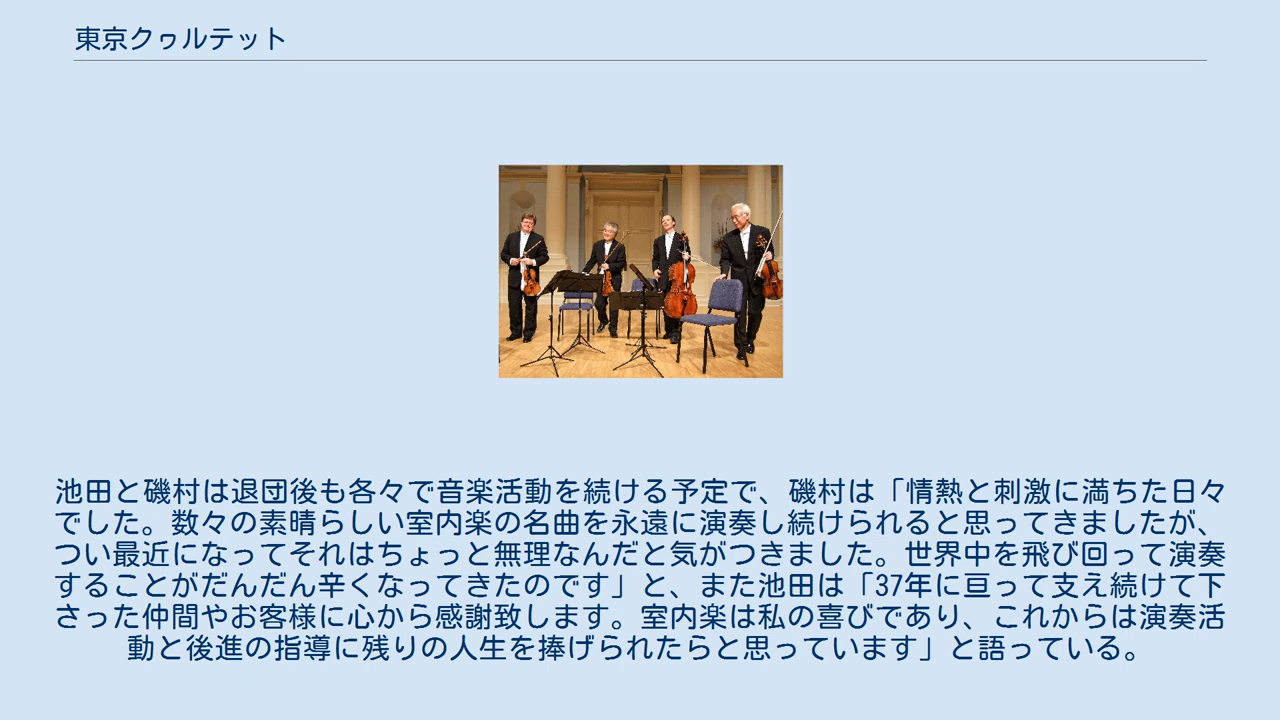 東京クヮルテット
池田と磯村は退団後も各々で音楽活動を続ける予定で、磯村は「情熱と刺激に満ちた日々
でした。数々の素晴らしい室内楽の名曲を永遠に演奏し続けられると思ってきましたが、
つい最近になってそれはちょっと無理なんだと気がつきました。世界中を飛び回って演奏
することがだんだん辛くなってきたのです」と、また池田は「37年に亘って支え続けて下
さった仲間やお客様に心から感謝致します。室内楽は私の喜びであり、これからは演奏活
動と後進の指導に残りの人生を捧げられたらと思っています」と語っている。